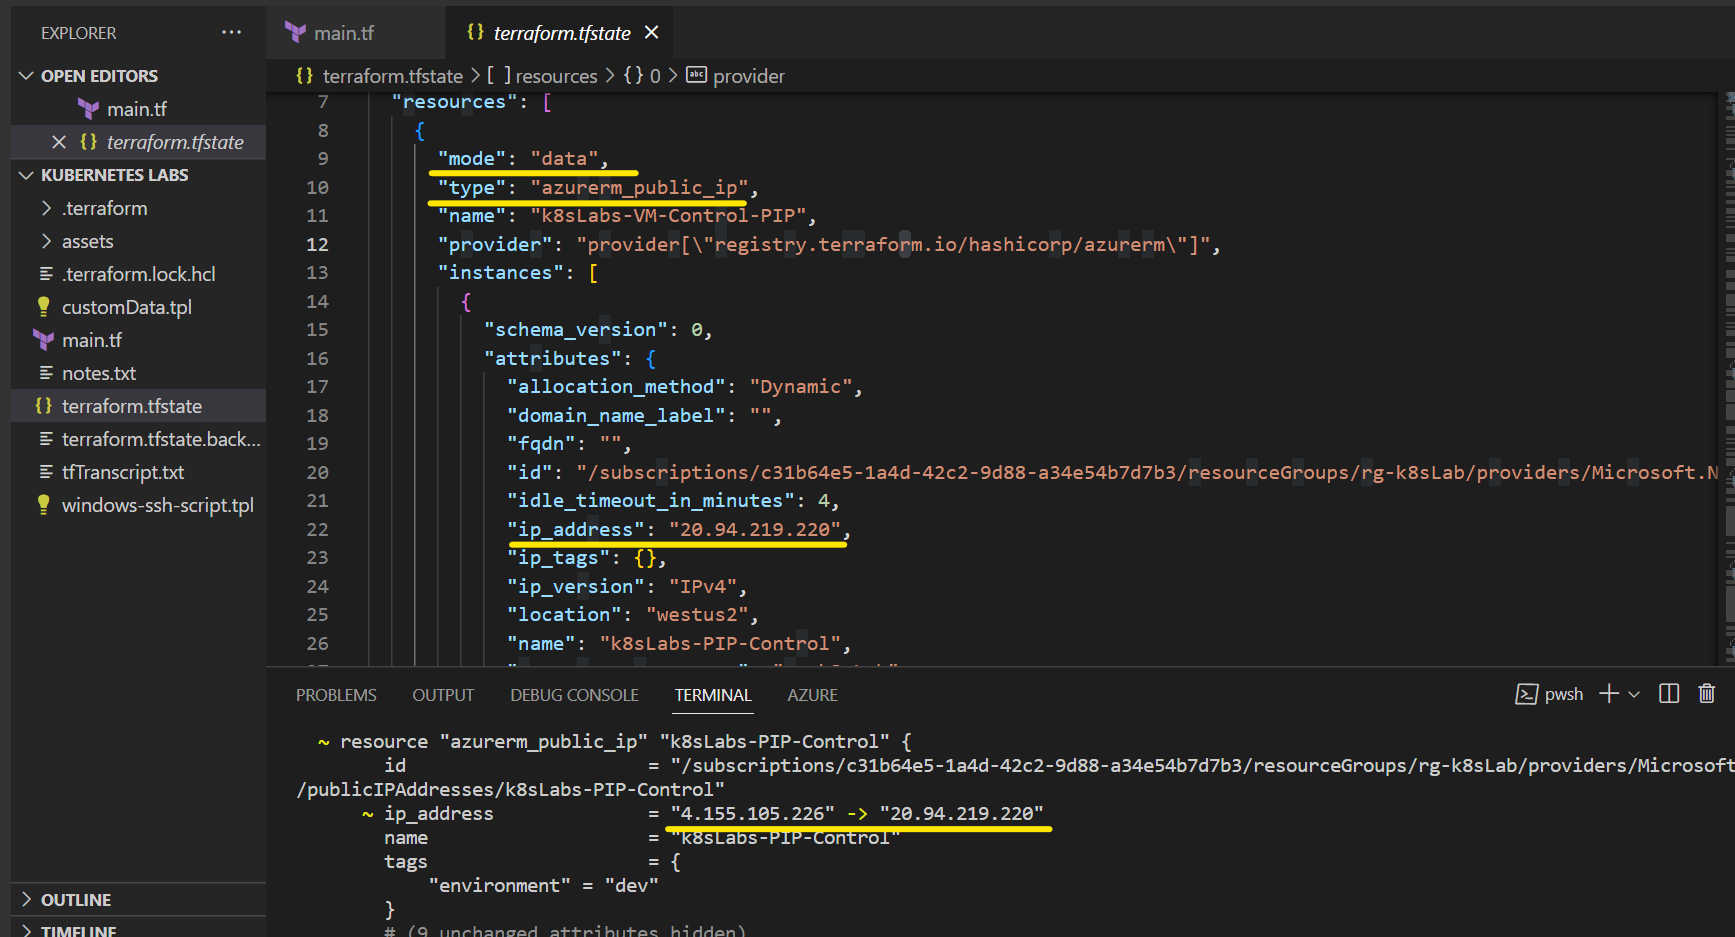 EXPLORER
···
main.tf
{} terraform.tfstate
OPEN EDITORS
main.tf
{} terraform.tfstate
KUBERNETES LABS
.terraform
assets
.terraform.lock.hcl
customData.tpl
main.tf
notes.txt
{} terraform.tfstate
terraform.tfstate.back...
tfTranscript.txt
windows-ssh-script.tpl
OUTLINE
TIMELINE
{} terraform.tfstate > [ ] resources > {} 0 > abc provider
7 "resources": [
8 {
9 "mode": "data",
10 "type": "azurerm_public_ip",
11 "name": "k8sLabs-VM-Control-PIP",
12 "provider": "provider[\"registry.terraform.io/hashicorp/azurerm\"]",
13 "instances": [
14 {
15 "schema_version": 0,
16 "attributes": {
17 "allocation_method": "Dynamic",
18 "domain_name_label": "",
19 "fqdn": "",
20 "id": "/subscriptions/c31b64e5-1a4d-42c2-9d88-a34e54b7d7b3/resourceGroups/rg-k8sLab/providers/Microsoft.N
21 "idle_timeout_in_minutes": 4,
22 "ip_address": "20.94.219.220",
23 "ip_tags": {},
24 "ip_version": "IPv4",
25 "location": "westus2",
26 "name": "k8sLabs-PIP-Control",
PROBLEMS OUTPUT DEBUG CONSOLE TERMINAL AZURE
pwsh
~ resource "azurerm_public_ip" "k8sLabs-PIP-Control" {
id = "/subscriptions/c31b64e5-1a4d-42c2-9d88-a34e54b7d7b3/resourceGroups/rg-k8sLab/providers/Microsoft
/publicIPAddresses/k8sLabs-PIP-Control"
~ ip_address = "4.155.105.226" -> "20.94.219.220"
name = "k8sLabs-PIP-Control"
tags = {
"environment" = "dev"
}
# (9 unchanged attributes hidden)